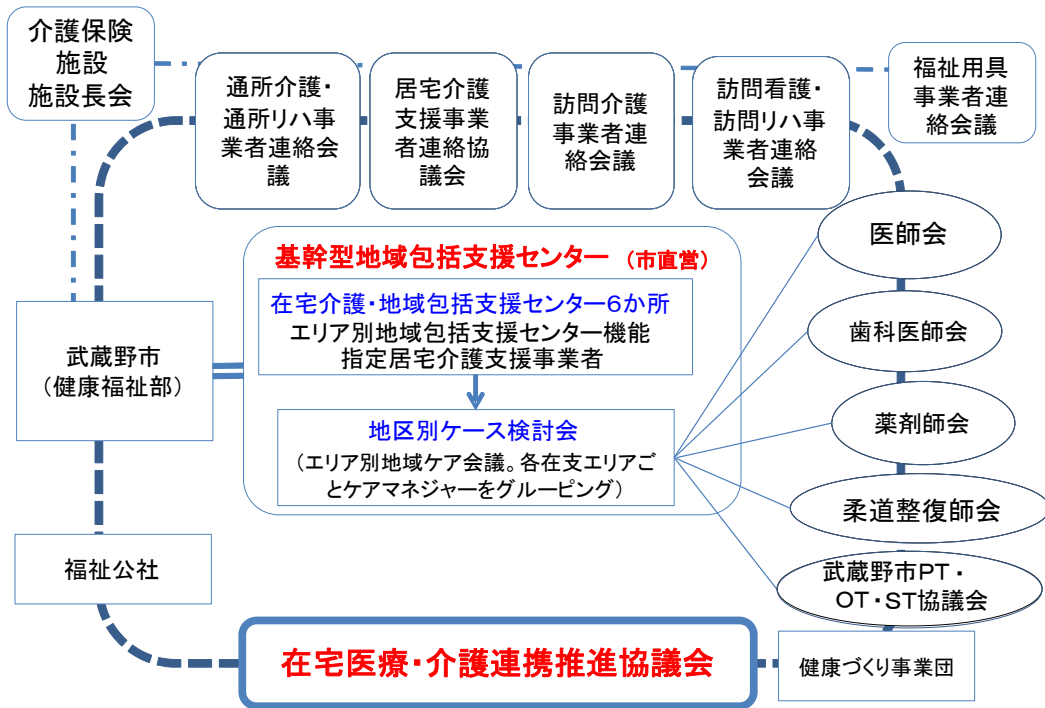 介護保険
施設
施設長会
通所介護・
通所リハ事
業者連絡会
議
居宅介護
支援事業
者連絡協
議会
訪問介護
事業者連
絡会議
訪問看護・
訪問リハ事
業者連絡
会議
福祉用具
事業者連
絡会議
医師会
基幹型地域包括支援センター （市直営）
在宅介護・地域包括支援センター６か所
エリア別地域包括支援センター機能
指定居宅介護支援事業者
歯科医師会
武蔵野市
（健康福祉部）
地区別ケース検討会
（エリア別地域ケア会議。各在支エリアご
とケアマネジャーをグルーピング）
薬剤師会
柔道整復師会
福祉公社
武蔵野市PT・
OT・ST協議会
在宅医療・介護連携推進協議会
健康づくり事業団